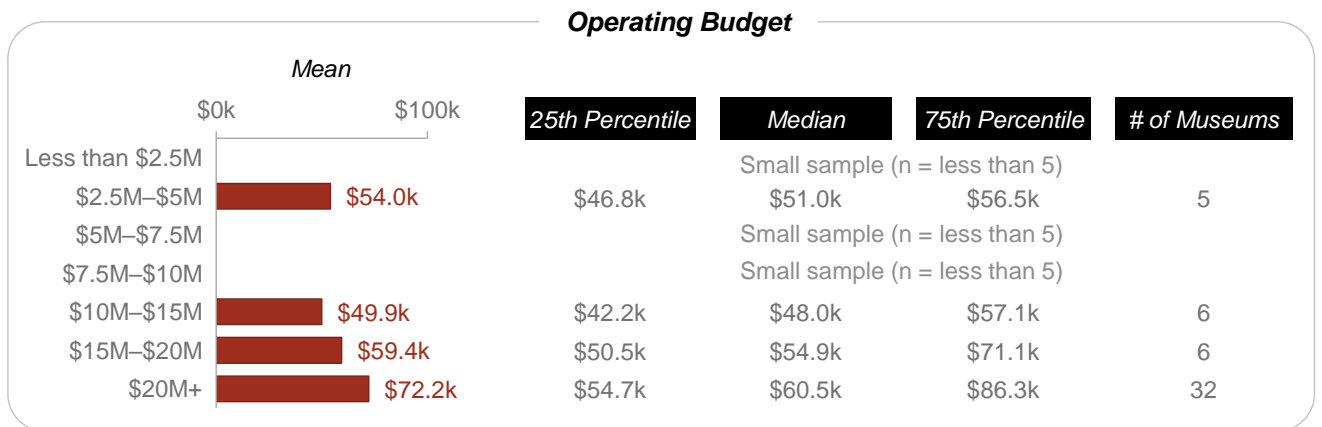 Operating Budget
Mean
$0k $100k
25th Percentile Median 75th Percentile # of Museums
Less than $2.5M Small sample (n = less than 5)
$2.5M–$5M $54.0k $46.8k $51.0k $56.5k 5
$5M–$7.5M Small sample (n = less than 5)
$7.5M–$10M Small sample (n = less than 5)
$10M–$15M $49.9k $42.2k $48.0k $57.1k 6
$15M–$20M $59.4k $50.5k $54.9k $71.1k 6
$20M+ $72.2k $54.7k $60.5k $86.3k 32